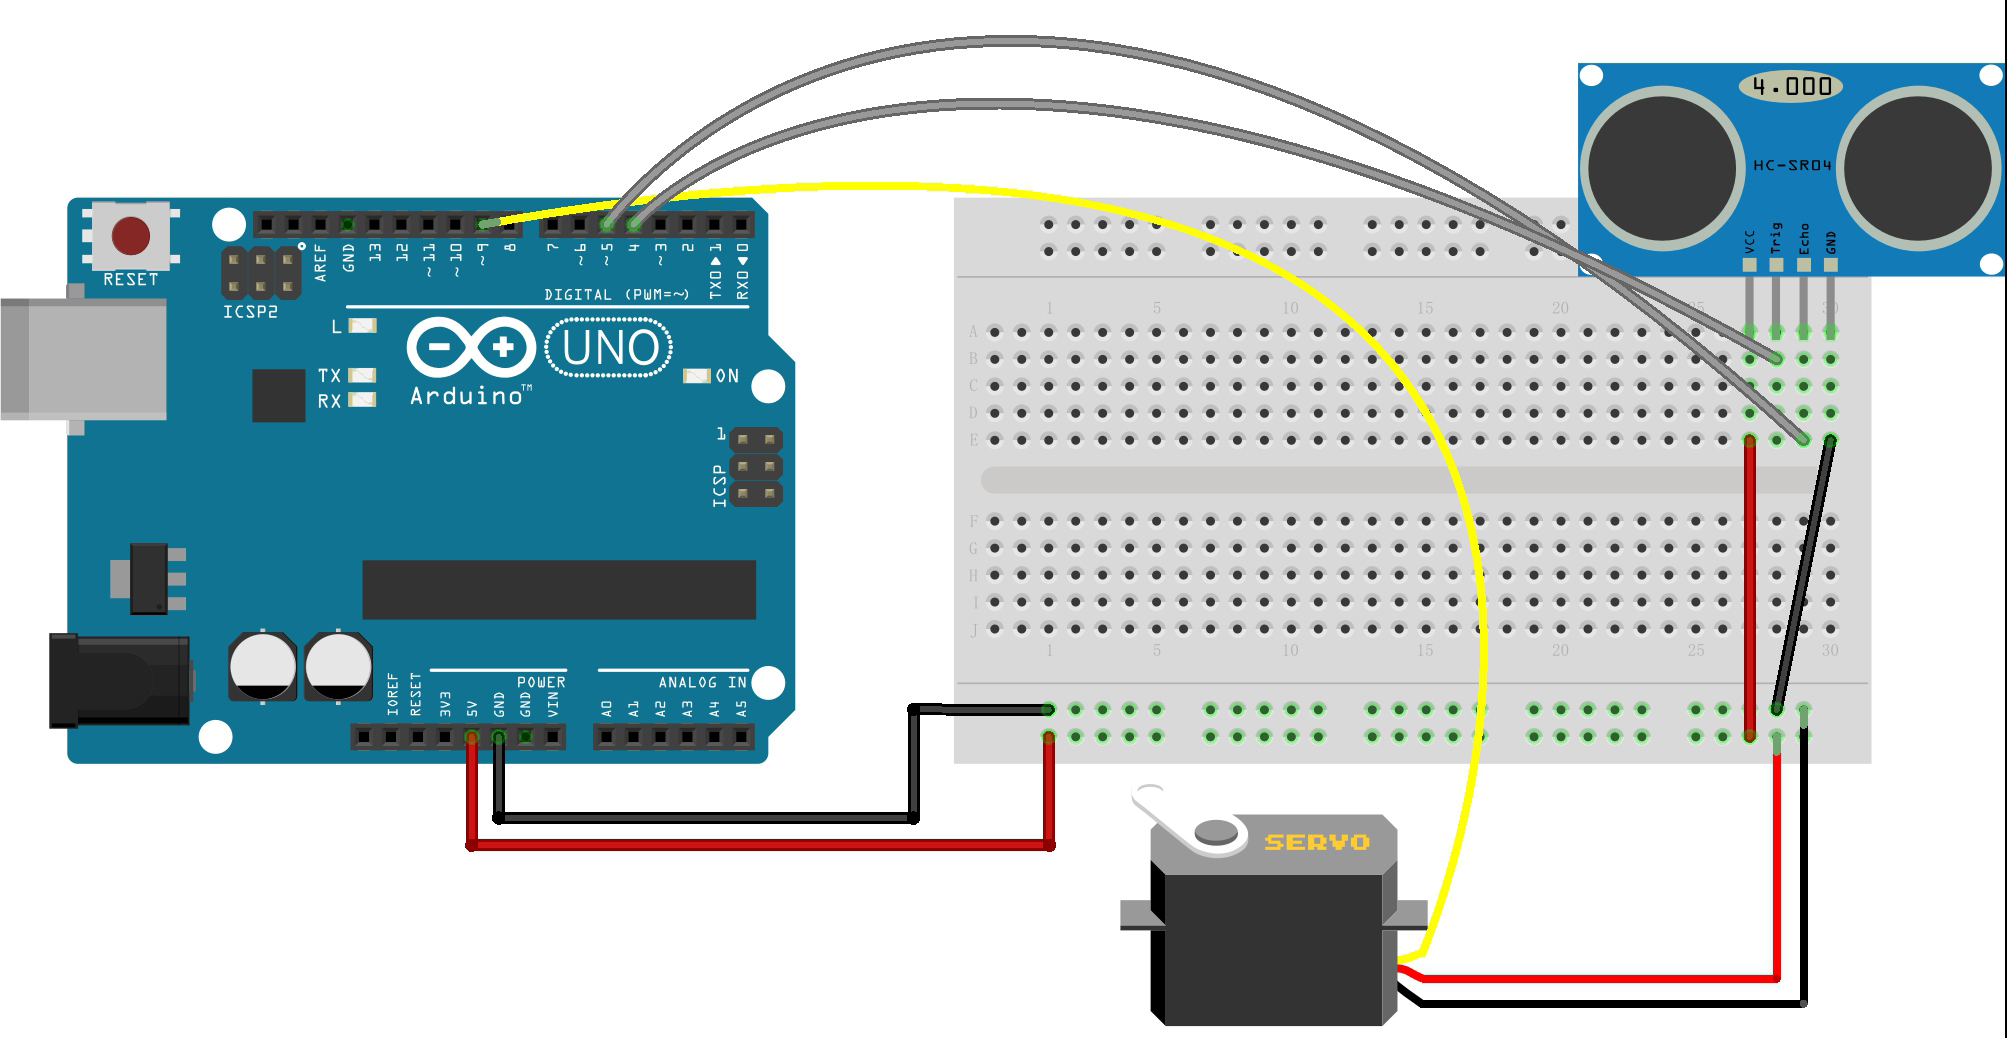 4.000
HC-SR04
VCC Trig Echo GND
RESET
ICSP2
AREF GND 13 12 ~11 ~10 ~9 8 7 ~6 ~5 4 ~3 2 TX0▶1 RX0◀0
DIGITAL (PWM=~)
L
TX
RX
UNO
Arduino™
ON
1
ICSP
POWER
ANALOG IN
IOREF RESET 3V3 5V GND GND VIN A0 A1 A2 A3 A4 A5
1 5 10 15 20 25 30
A
B
C
D
E
F
G
H
I
J
1 5 10 15 20 25 30
SERVO